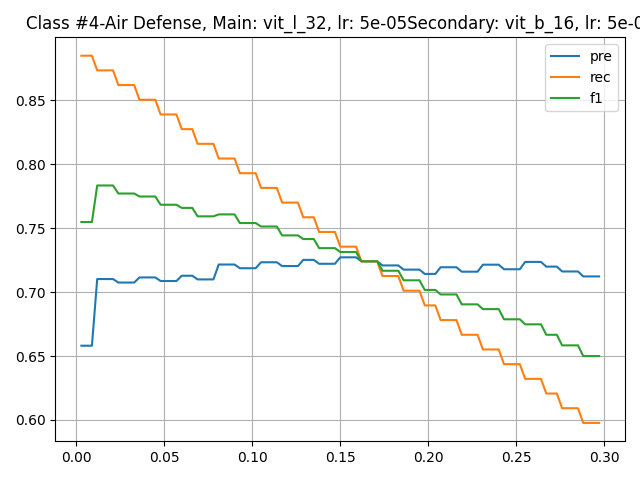 Class #4-Air Defense, Main: vit_l_32, lr: 5e-05Secondary: vit_b_16, lr: 5e-0
pre
rec
f1
0.85
0.80
0.75
0.70
0.65
0.60
0.00 0.05 0.10 0.15 0.20 0.25 0.30